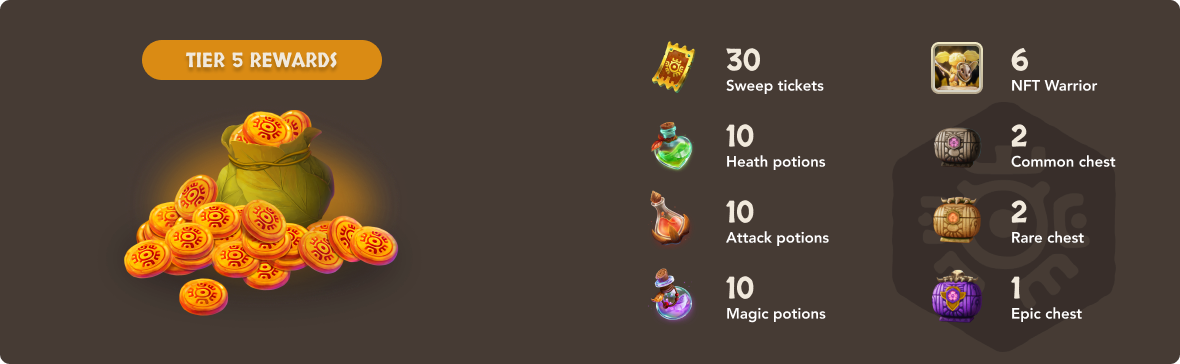 TIER 5 REWARDS
30
Sweep tickets
10
Heath potions
10
Attack potions
10
Magic potions
6
NFT Warrior
2
Common chest
2
Rare chest
1
Epic chest